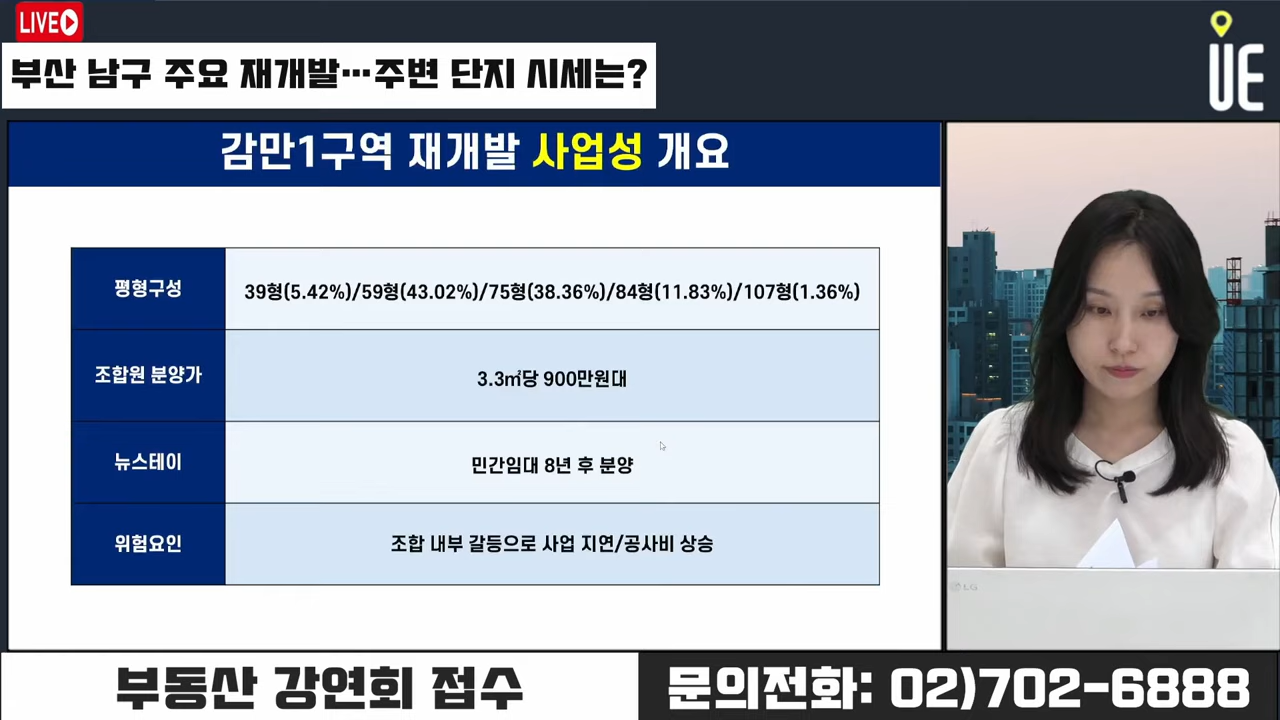 LIVE
부산 남구 주요 재개발…주변 단지 시세는?
UE
감만1구역 재개발 사업성 개요
평형구성
39형(5.42%)/59형(43.02%)/75형(38.36%)/84형(11.83%)/107형(1.36%)
조합원 분양가
3.3㎡당 900만원대
뉴스테이
민간임대 8년 후 분양
위험요인
조합 내부 갈등으로 사업 지연/공사비 상승
LG
부동산 강연회 접수
문의전화: 02)702-6888